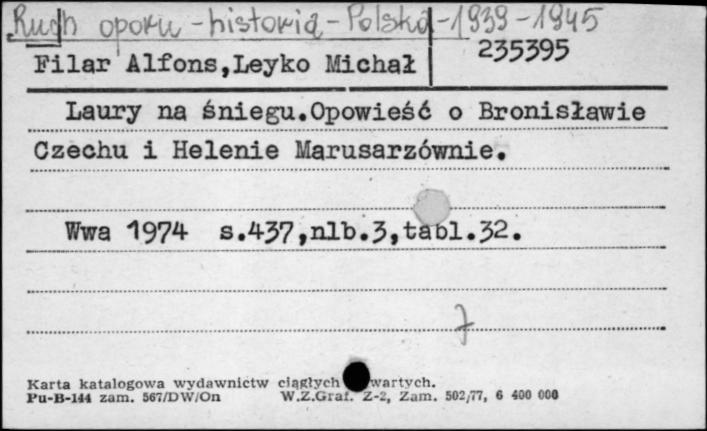 Ruch oporu - historia - Polska - 1939 - 1945
Filar Alfons, Leyko Michał 235395
Laury na śniegu. Opowieść o Bronisławie
Czechu i Helenie Marusarzównie.
Wwa 1974 s.437, nlb.3, tabl.32.
Karta katalogowa wydawnictw ciągłych wartych.
Pu-B-144 zam. 567/DW/On W.Z.Graf. Z-2, Zam. 502/77, 6 400 000